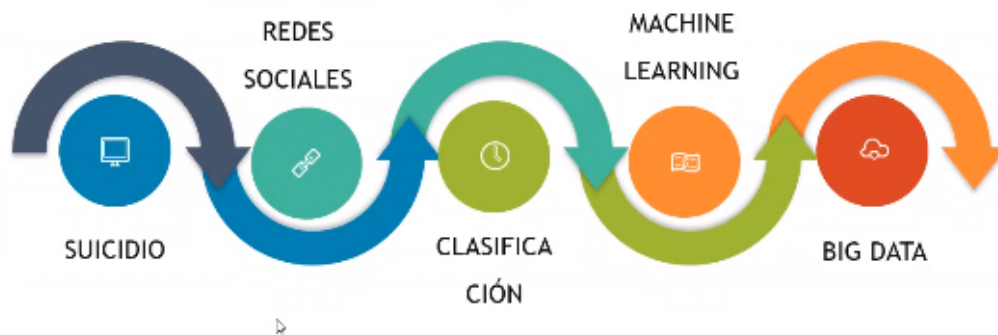 SUICIDIO
REDES
SOCIALES
CLASIFICA
CIÓN
MACHINE
LEARNING
BIG DATA